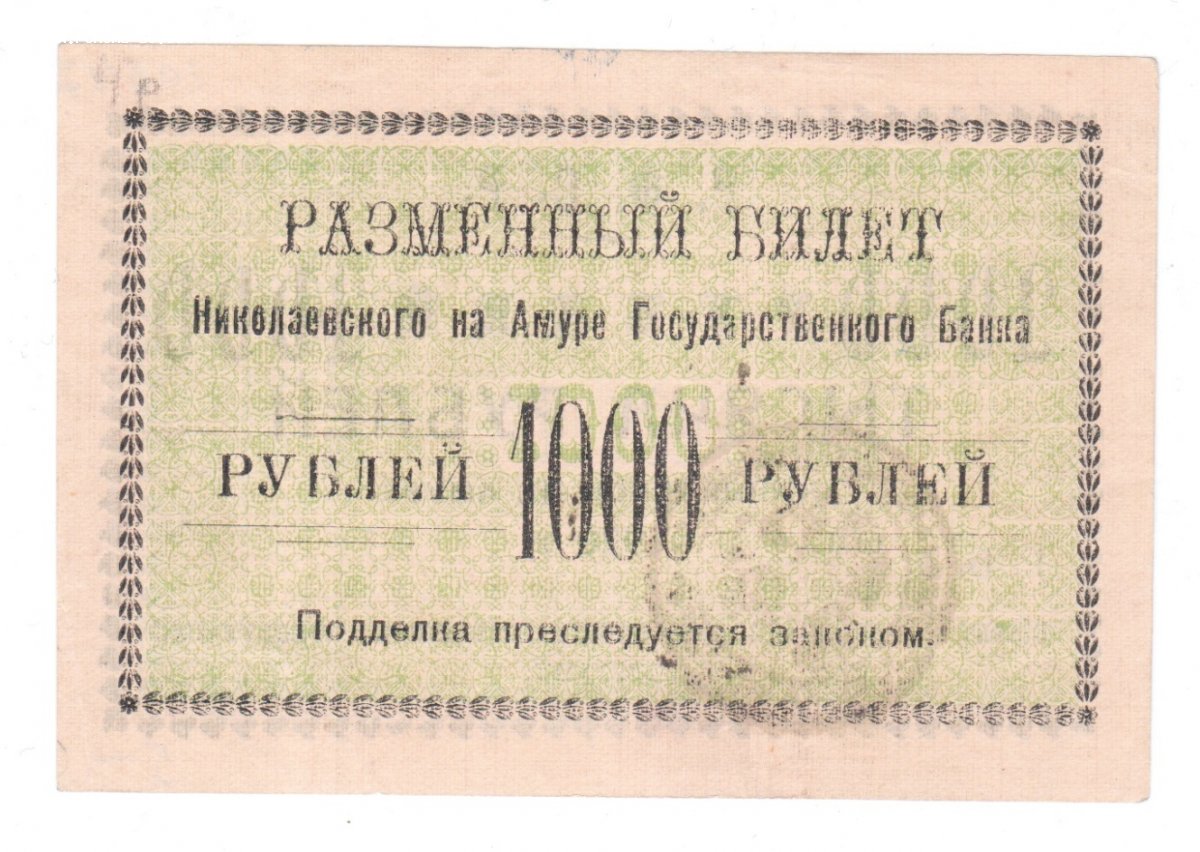 РАЗМЕННЫЙ БИЛЕТ
Николаевского на Амуре Государственного Банка
РУБЛЕЙ 1000 РУБЛЕЙ
Подделка преследуется законом.